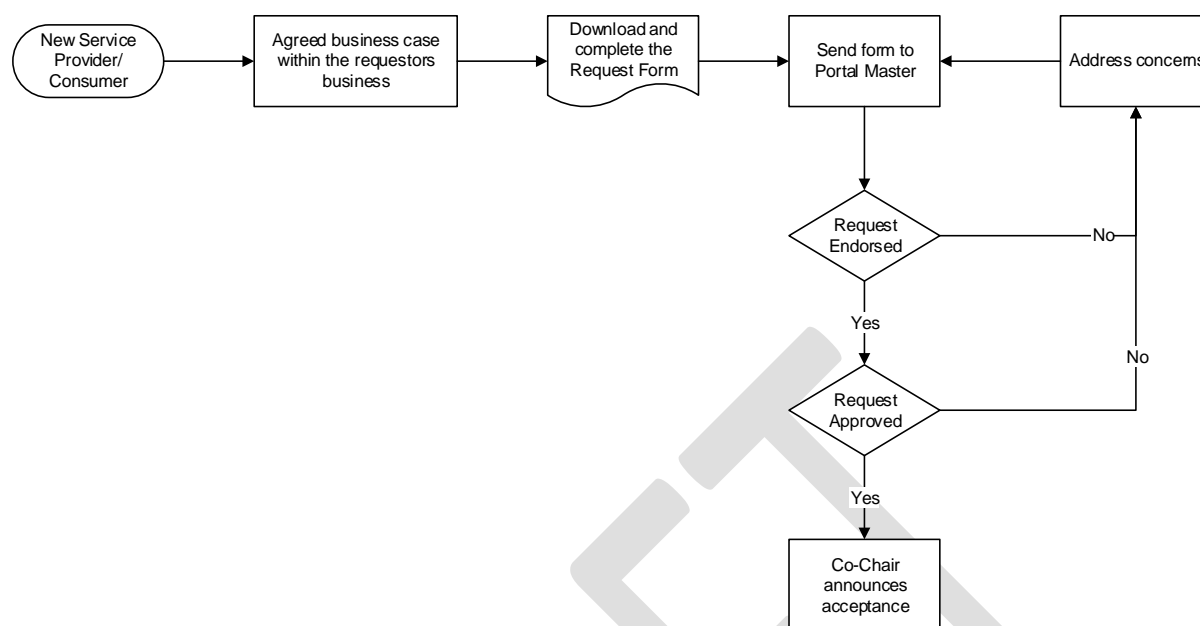 New Service
Provider/
Consumer
Agreed business case
within the requestors
business
Download and
complete the
Request Form
Send form to
Portal Master
Address concerns
Request
Endorsed
No
Yes
Request
Approved
No
Yes
Co-Chair
announces
acceptance